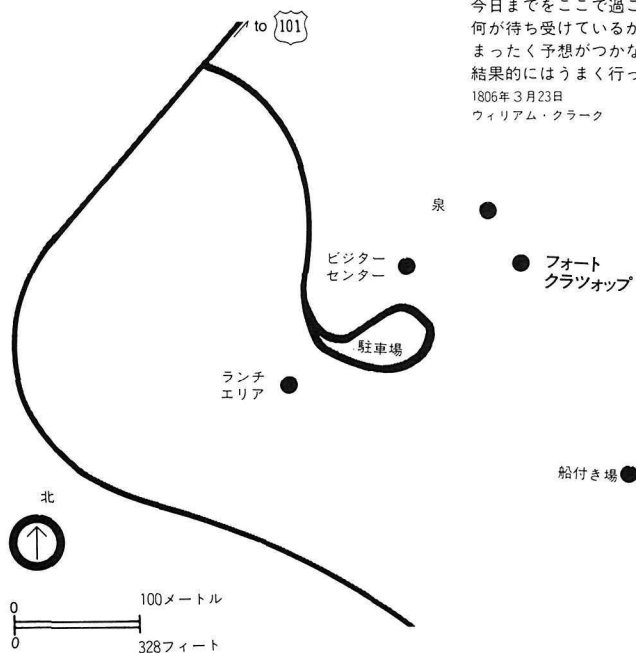 今日までをここで過こ
何が待ち受けているか
まったく予想がつかな
結果的にはうまく行っ
1806年3月23日
ウィリアム・クラーク
to 101
泉
ビジター
センター
フォート
クラツォップ
駐車場
ランチ
エリア
船付き場
北
0
100メートル
0
328フィート